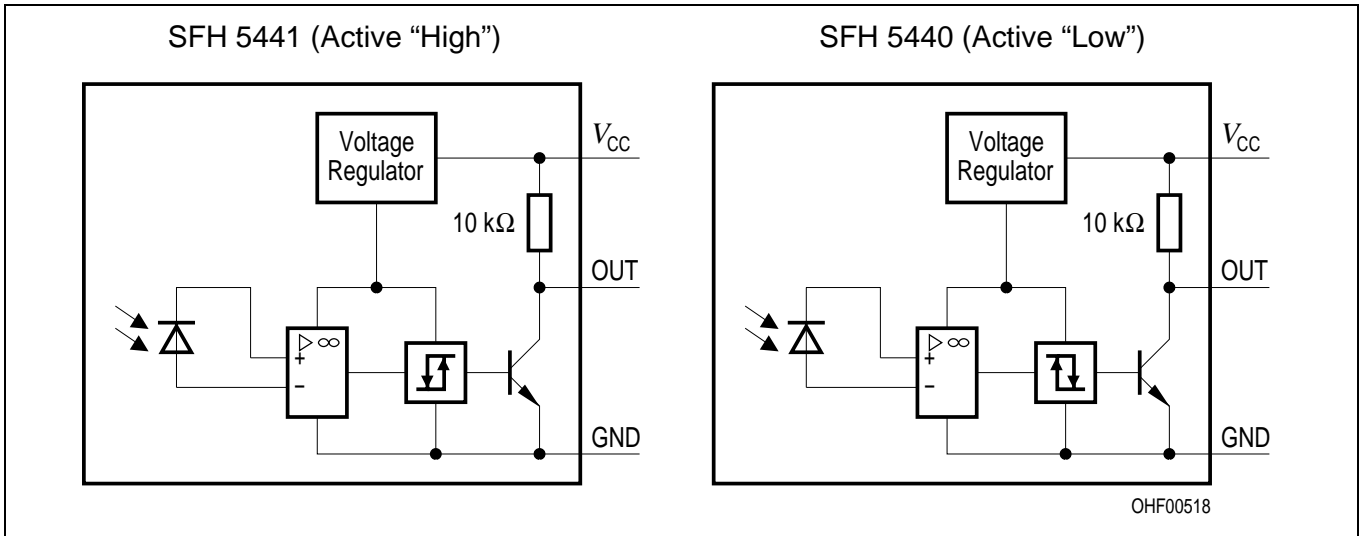 SFH 5441 (Active “High”)
Voltage
Regulator
VCC
10 kΩ
OUT
▷ ∞
+
−
GND
SFH 5440 (Active “Low”)
Voltage
Regulator
VCC
10 kΩ
OUT
▷ ∞
+
−
GND
OHF00518